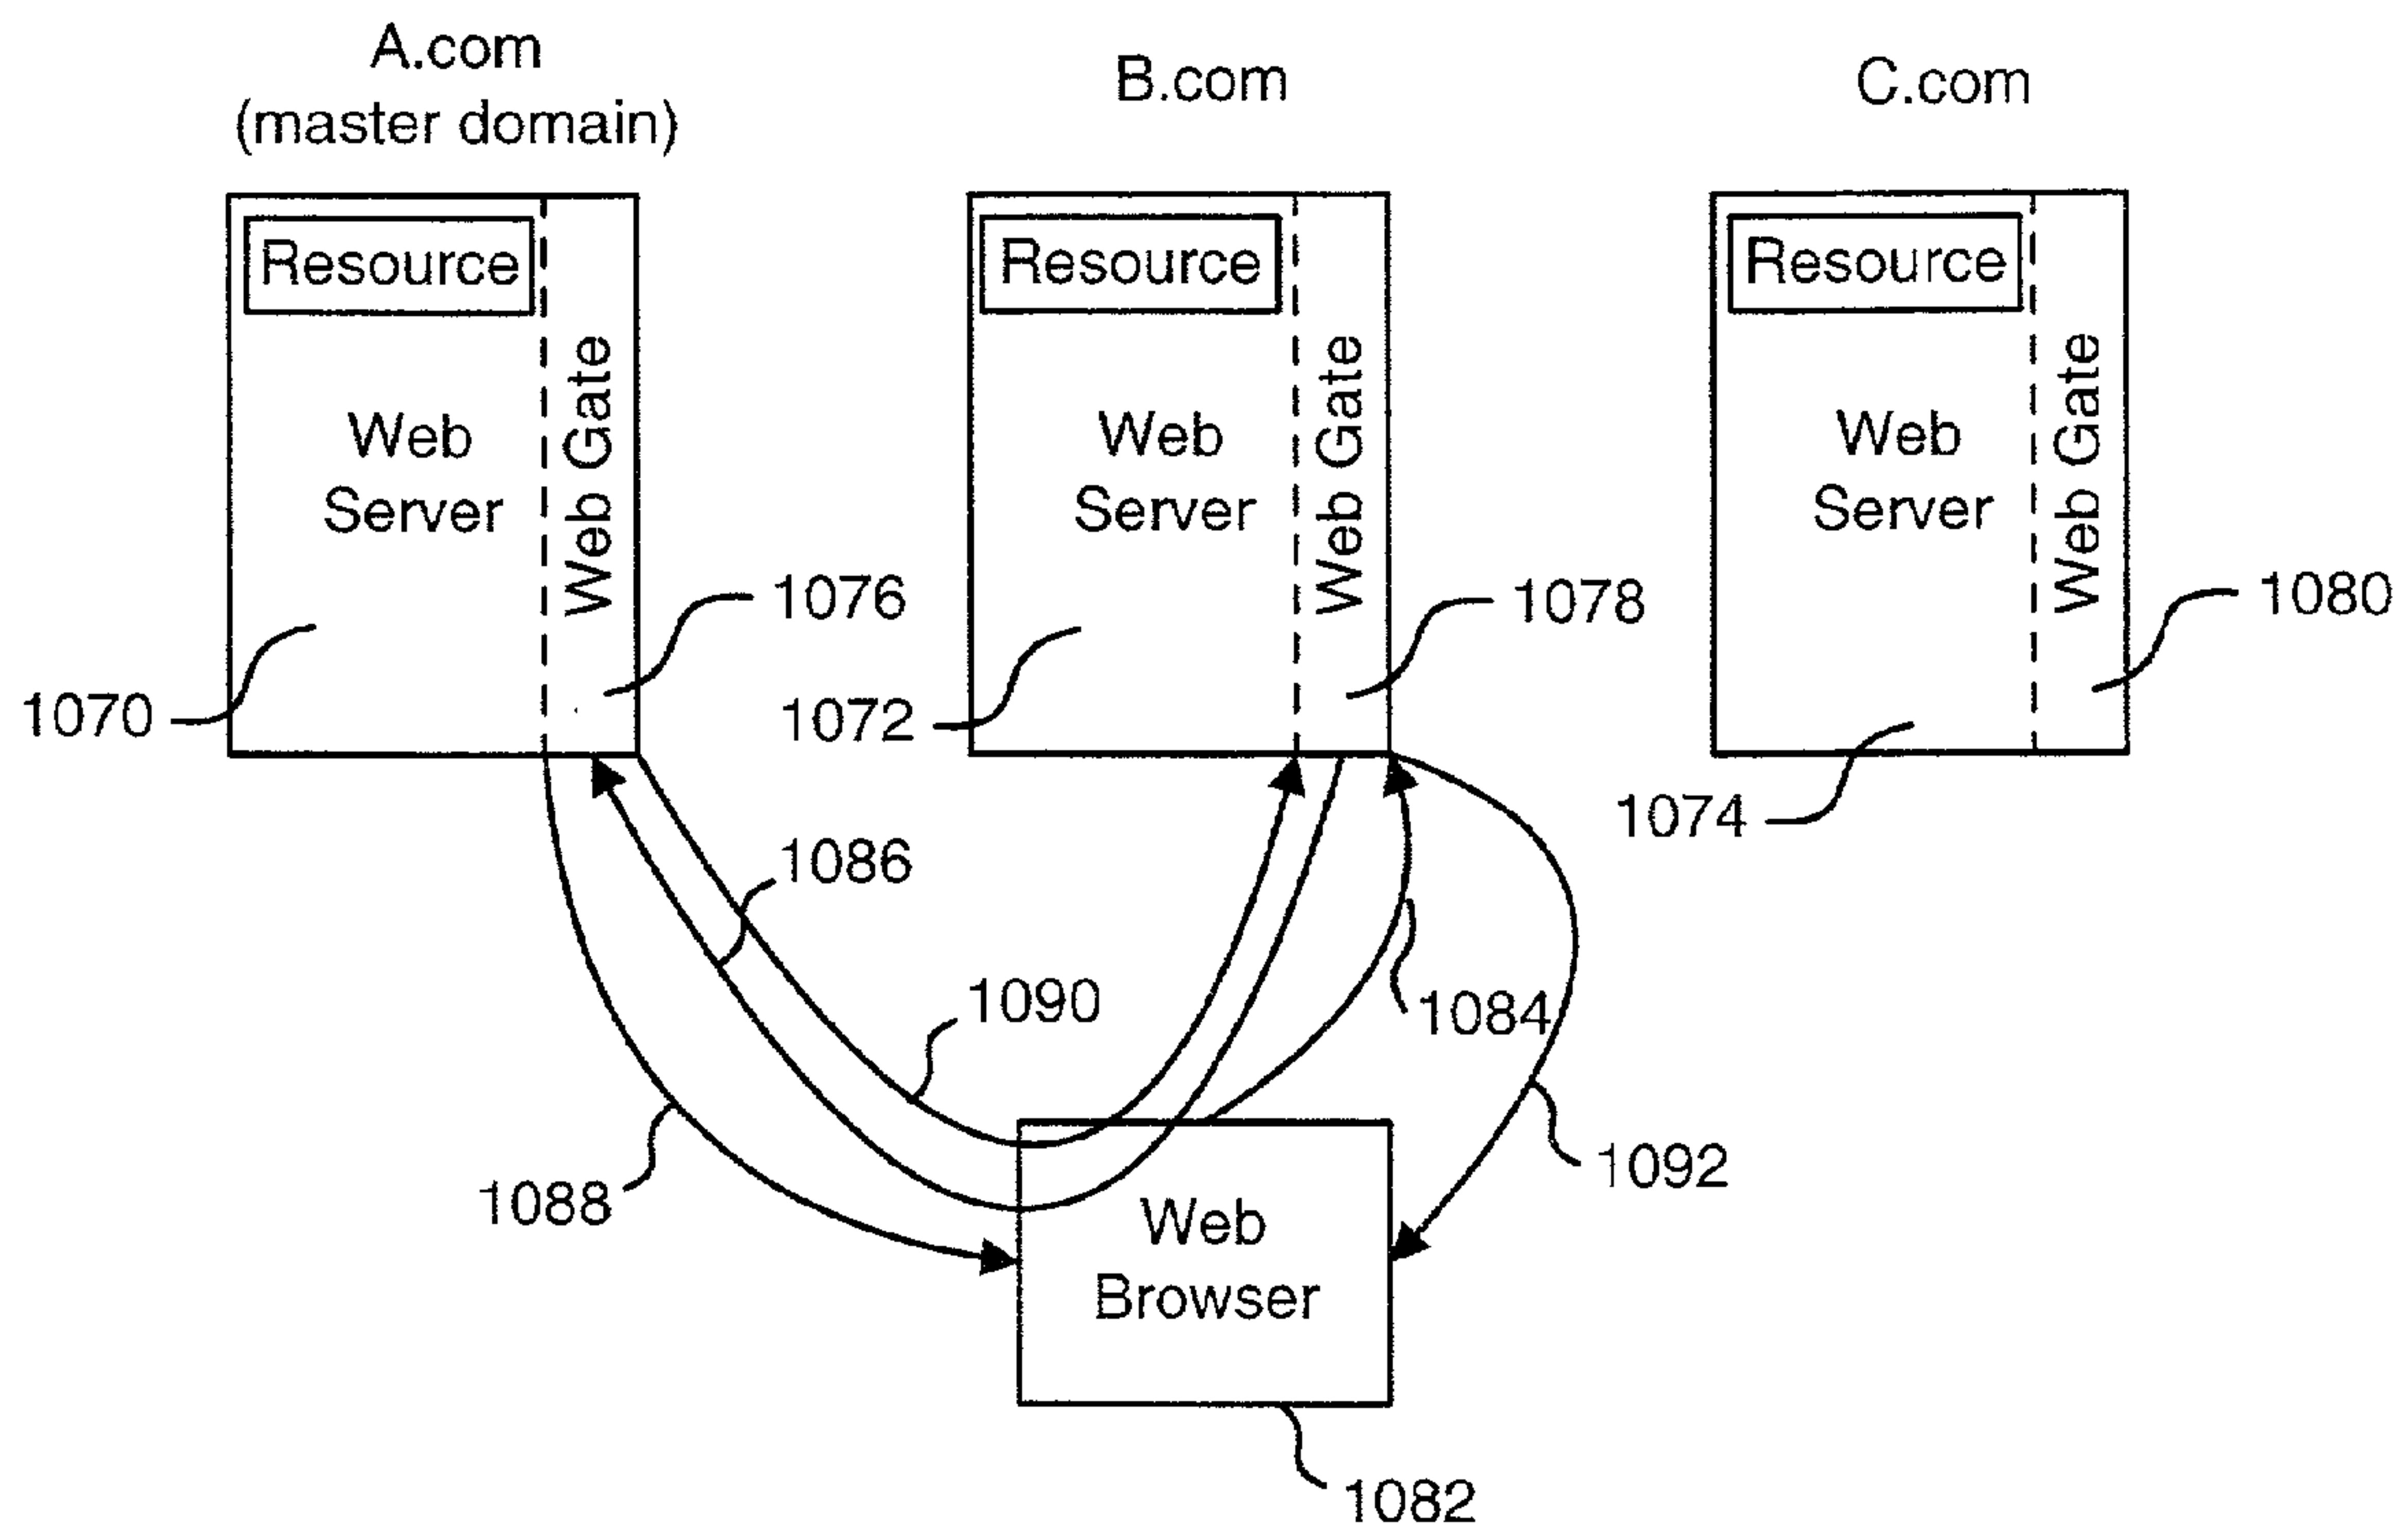 A.com
(master domain)
B.com
C.com
Resource
Resource
Resource
Web Gate
Web Gate
Web Gate
Web
Server
Web
Server
Web
Server
1076
1078
1080
1070
1072
1074
1086
1090
1084
1088
1092
Web
Browser
1082